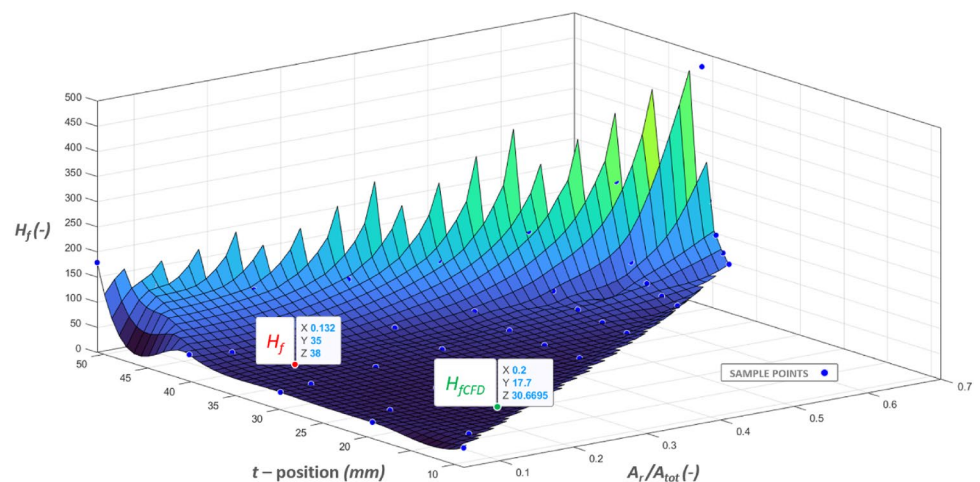 500
450
400
350
300
250
200
150
100
50
0
H_f (-)
50
45
40
35
30
25
20
15
10
t – position (mm)
0.1
0.2
0.3
0.4
0.5
0.6
0.7
A_r/A_tot (-)
H_f
X 0.132
Y 35
Z 38
H_fCFD
X 0.2
Y 17.7
Z 30.6695
SAMPLE POINTS